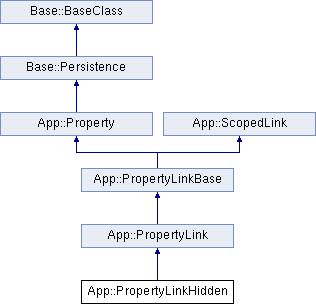 Base::BaseClass
Base::Persistence
App::Property
App::ScopedLink
App::PropertyLinkBase
App::PropertyLink
App::PropertyLinkHidden